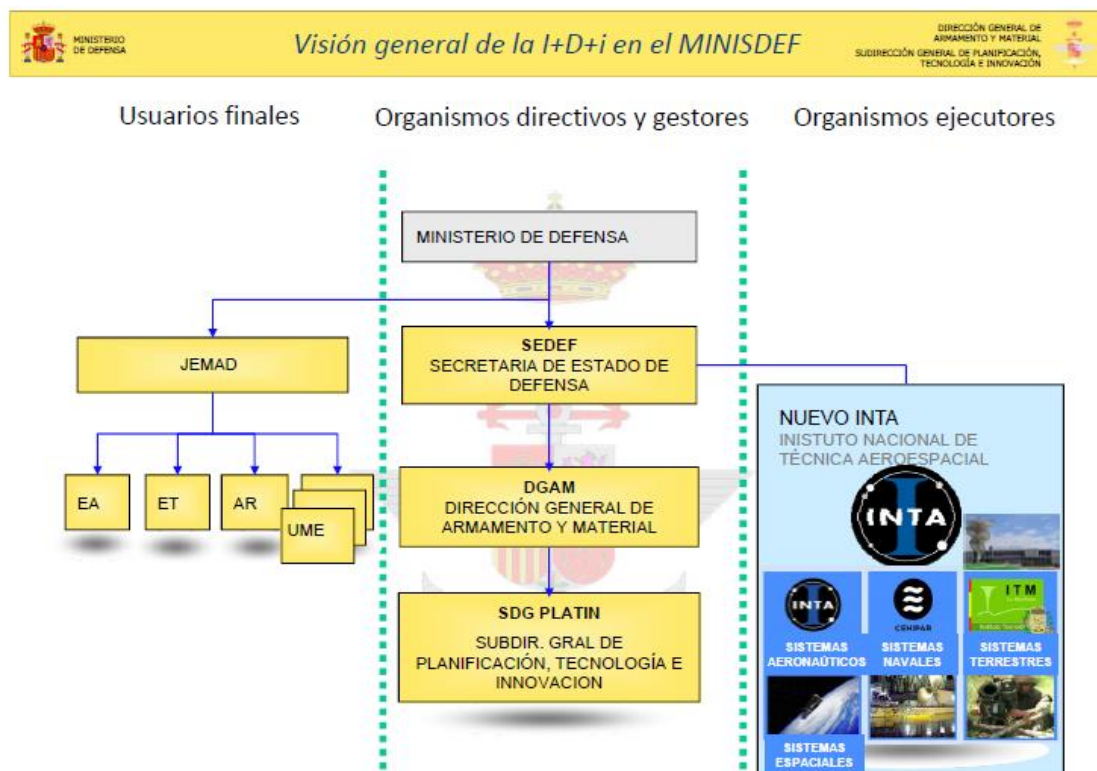 MINISTERIO
DE DEFENSA
Visión general de la I+D+i en el MINISDEF
DIRECCIÓN GENERAL DE
ARMAMENTO Y MATERIAL
SUDIRECCIÓN GENERAL DE PLANIFICACIÓN,
TECNOLOGÍA E INNOVACIÓN
Usuarios finales
Organismos directivos y gestores
Organismos ejecutores
MINISTERIO DE DEFENSA
JEMAD
SEDEF
SECRETARIA DE ESTADO DE
DEFENSA
EA
ET
AR
UME
DGAM
DIRECCIÓN GENERAL DE
ARMAMENTO Y MATERIAL
SDG PLATIN
SUBDIR. GRAL DE
PLANIFICACIÓN, TECNOLOGÍA E
INNOVACION
NUEVO INTA
INISTUTO NACIONAL DE
TÉCNICA AEROESPACIAL
INTA
INTA
CEHIPAR
ITM
SISTEMAS
AERONAÚTICOS
SISTEMAS
NAVALES
SISTEMAS
TERRESTRES
SISTEMAS
ESPACIALES